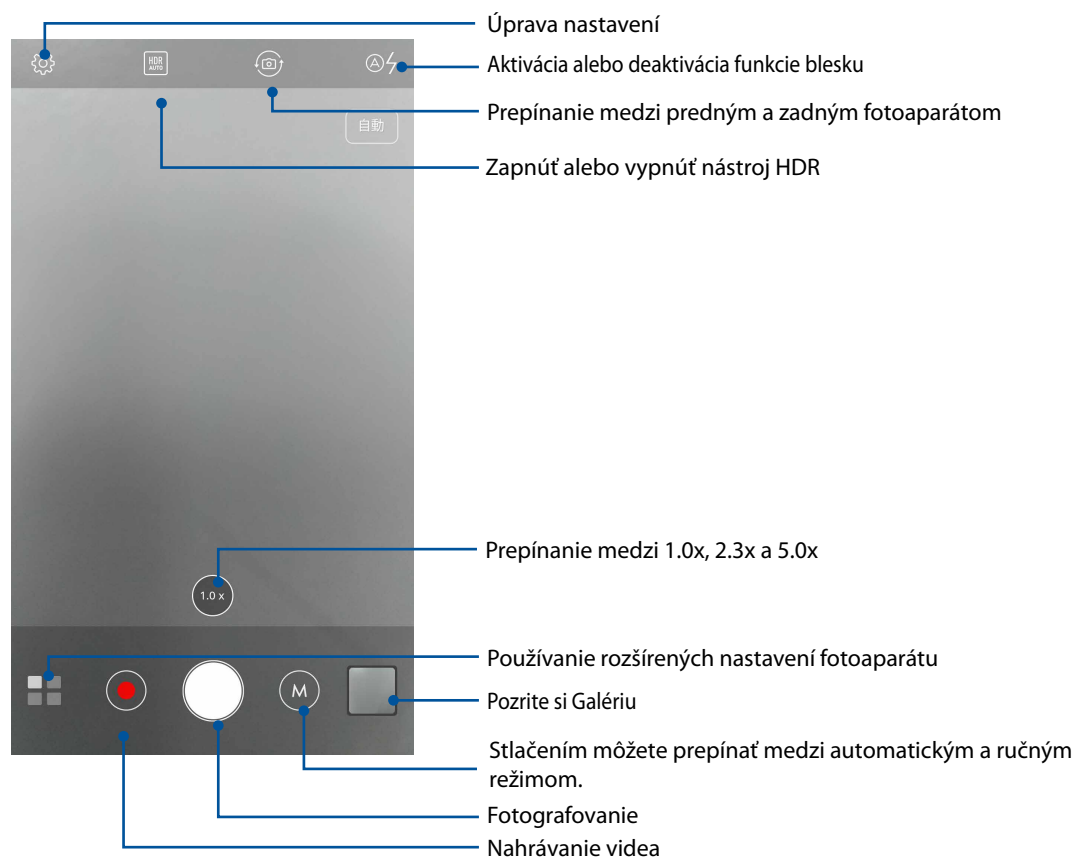 Úprava nastavení
HDR
AUTO
A
Aktivácia alebo deaktivácia funkcie blesku
Prepínanie medzi predným a zadným fotoaparátom
自動
Zapnúť alebo vypnúť nástroj HDR
Prepínanie medzi 1.0x, 2.3x a 5.0x
1.0 x
Používanie rozšírených nastavení fotoaparátu
M
Pozrite si Galériu
Stlačením môžete prepínať medzi automatickým a ručným
režimom.
Fotografovanie
Nahrávanie videa